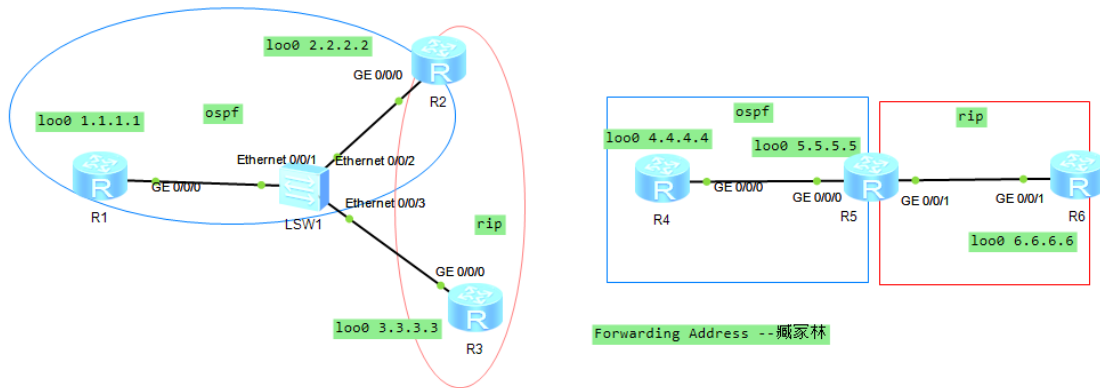 loo0 2.2.2.2
GE 0/0/0
R2
ospf
loo0 1.1.1.1
Ethernet 0/0/1
Ethernet 0/0/2
R
GE 0/0/0
R1
LSW1
Ethernet 0/0/3
rip
GE 0/0/0
R
loo0 3.3.3.3
R3
R
ospf
rip
loo0 4.4.4.4
loo0 5.5.5.5
R
GE 0/0/0
R4
GE 0/0/0
R
R5
GE 0/0/1
GE 0/0/1
R
R6
loo0 6.6.6.6
Forwarding Address --臧冢林